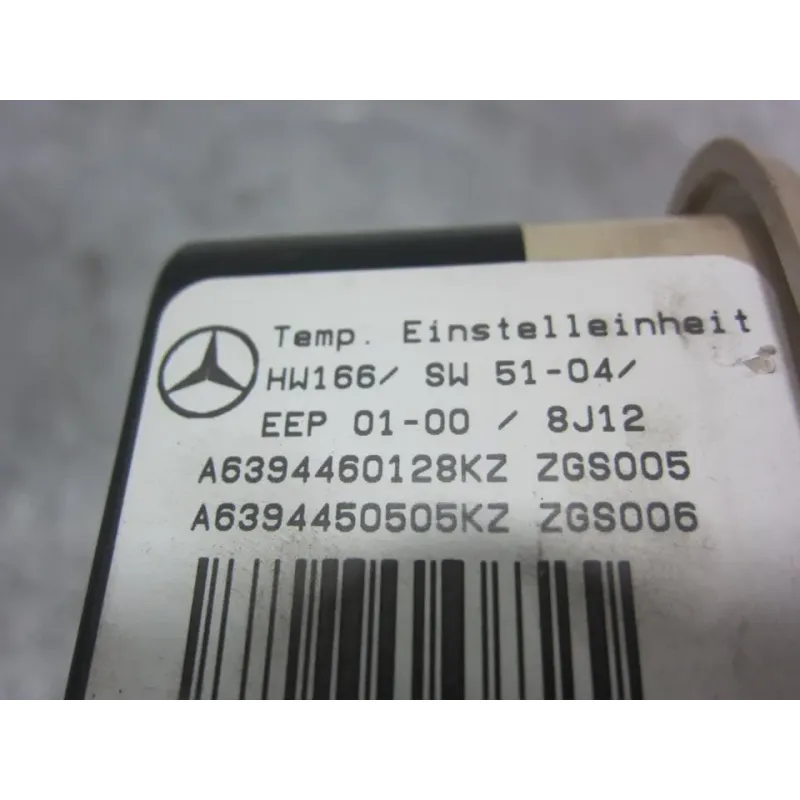 Temp. Einstelleinheit
HW166/ SW 51-04/
EEP 01-00 / 8J12
A6394460128KZ ZGS005
A6394450505KZ ZGS006